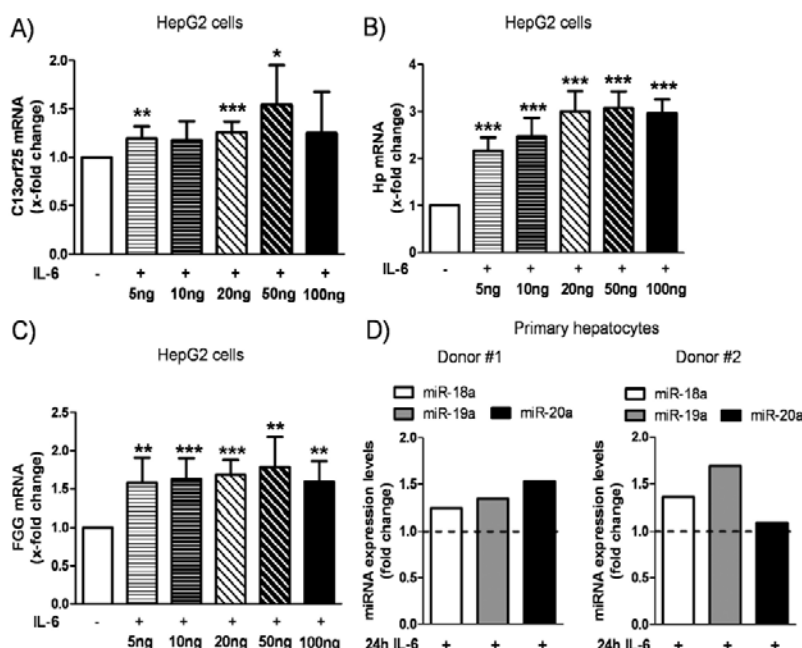 A)
HepG2 cells
C13orf25 mRNA
(x-fold change)
2.0
1.5
1.0
0.5
0.0
**
***
*
IL-6 - + + + + +
5ng 10ng 20ng 50ng 100ng
B)
HepG2 cells
Hp mRNA
(x-fold change)
4
3
2
1
0
***
***
***
***
***
IL-6 - + + + + +
5ng 10ng 20ng 50ng 100ng
C)
HepG2 cells
FGG mRNA
(x-fold change)
2.5
2.0
1.5
1.0
0.5
0.0
**
***
***
**
**
IL-6 - + + + + +
5ng 10ng 20ng 50ng 100ng
D)
Primary hepatocytes
Donor #1
miR-18a
miR-19a miR-20a
miRNA expression levels
(fold change)
2.0
1.5
1.0
0.5
0.0
24h IL-6 + + +
Donor #2
miR-18a
miR-19a miR-20a
miRNA expression levels
(fold change)
2.0
1.5
1.0
0.5
0.0
24h IL-6 + + +